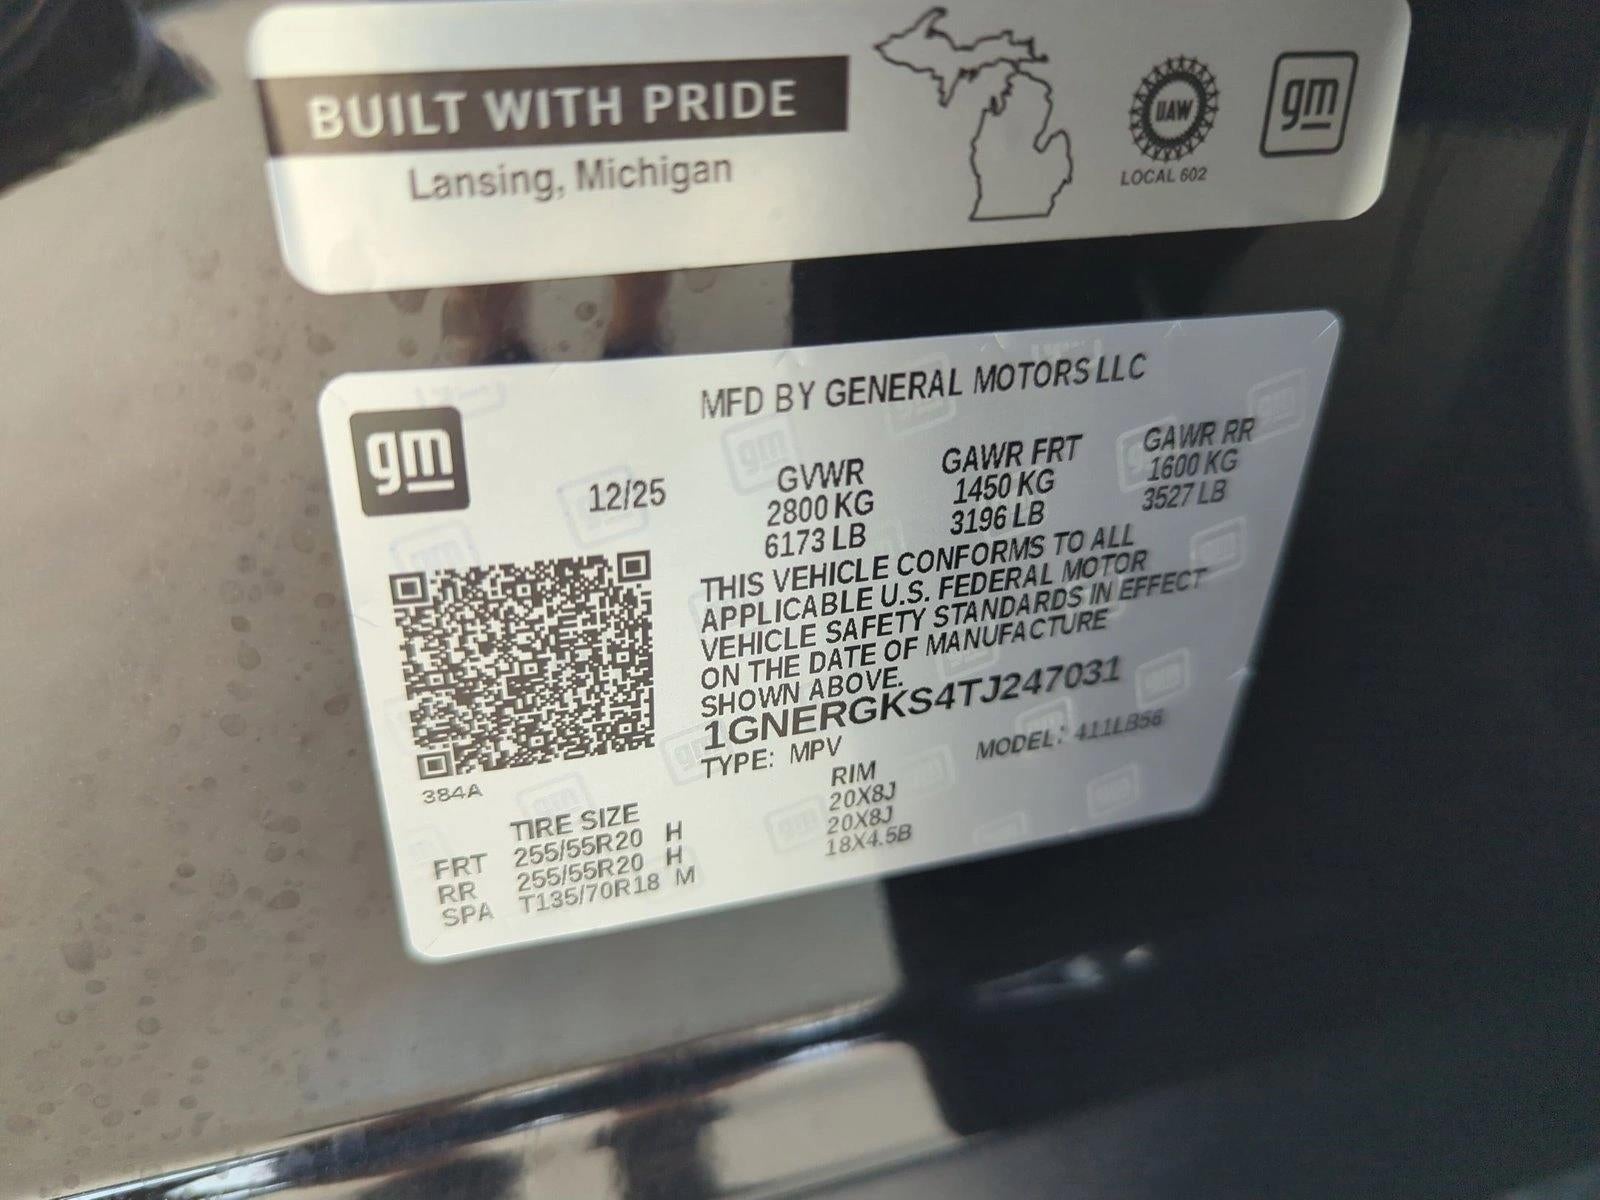 BUILT WITH PRIDE
Lansing, Michigan
UAW
LOCAL 602
gm
gm
MFD BY GENERAL MOTORS LLC
12/25
GVWR
2800 KG
6173 LB
GAWR FRT
1450 KG
3196 LB
GAWR RR
1600 KG
3527 LB
THIS VEHICLE CONFORMS TO ALL
APPLICABLE U.S. FEDERAL MOTOR
VEHICLE SAFETY STANDARDS IN EFFECT
ON THE DATE OF MANUFACTURE
SHOWN ABOVE.
1GNERGKS4TJ247031
TYPE: MPV
MODEL: 411LB56
384A
TIRE SIZE
RIM
FRT 255/55R20 H 20X8J
RR 255/55R20 H 20X8J
SPA T135/70R18 M 18X4.5B